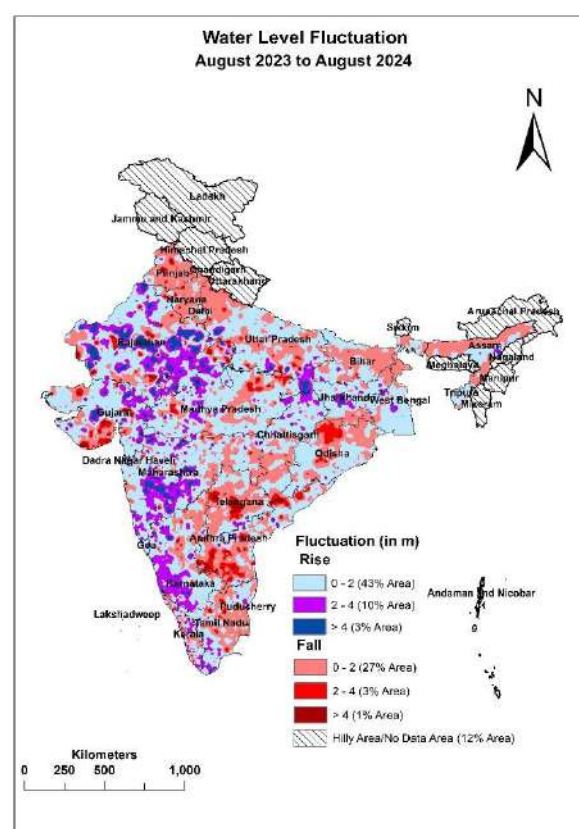 Water Level Fluctuation
August 2023 to August 2024
N
Ladakh
Jammu and Kashmir
Himachal Pradesh
Chandigarh
Punjab
Uttarakhand
Haryana
Delhi
Arunachal Pradesh
Sikkim
Rajasthan
Uttar Pradesh
Assam
Nagaland
Bihar
Meghalaya
Manipur
Jharkhand
West Bengal
Tripura
Mizoram
Gujarat
Madhya Pradesh
Chhattisgarh
Odisha
Dadra Nagar Haveli
Maharashtra
Telangana
Andhra Pradesh
Goa
Fluctuation (in m)
Rise
0 - 2 (43% Area)
Karnataka
2 - 4 (10% Area)
Andaman and Nicobar
Puducherry
Lakshadweep
> 4 (3% Area)
Tamil Nadu
Kerala
Fall
0 - 2 (27% Area)
2 - 4 (3% Area)
> 4 (1% Area)
Hilly Area/No Data Area (12% Area)
Kilometers
0 250 500 1,000